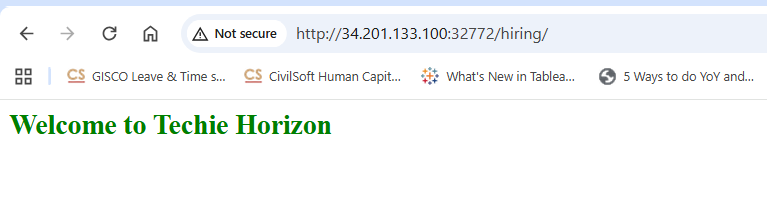 Not secure http://34.201.133.100:32772/hiring/
GISCO Leave & Time s... CivilSoft Human Capit... What's New in Tablea... 5 Ways to do YoY and...
Welcome to Techie Horizon